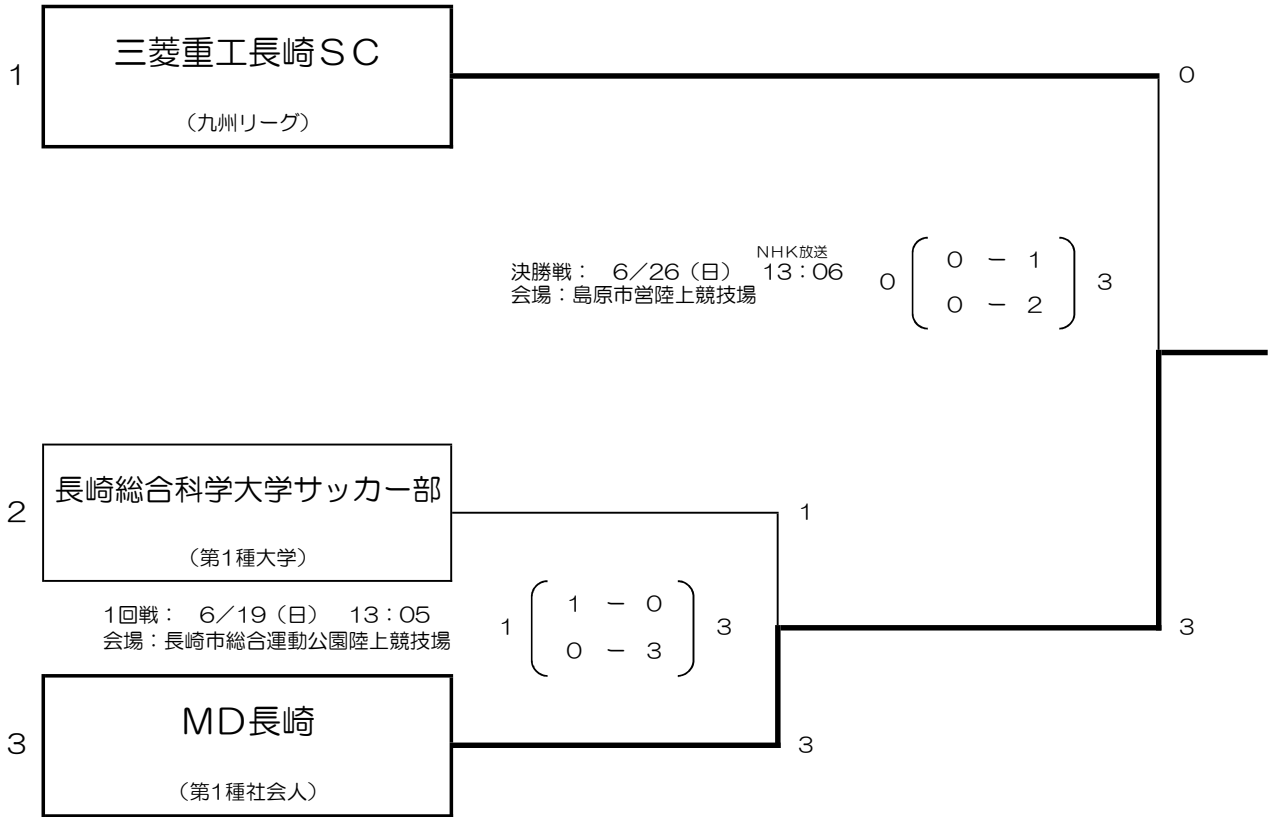 1
三菱重工長崎SC
(九州リーグ)
0
NHK放送
決勝戦: 6/26(日) 13:06
会場:島原市営陸上競技場
0
0 - 1
0 - 2
3
2
長崎総合科学大学サッカー部
(第1種大学)
1
1回戦: 6/19(日) 13:05
会場:長崎市総合運動公園陸上競技場
1
1 - 0
0 - 3
3
3
3
MD長崎
(第1種社会人)
3